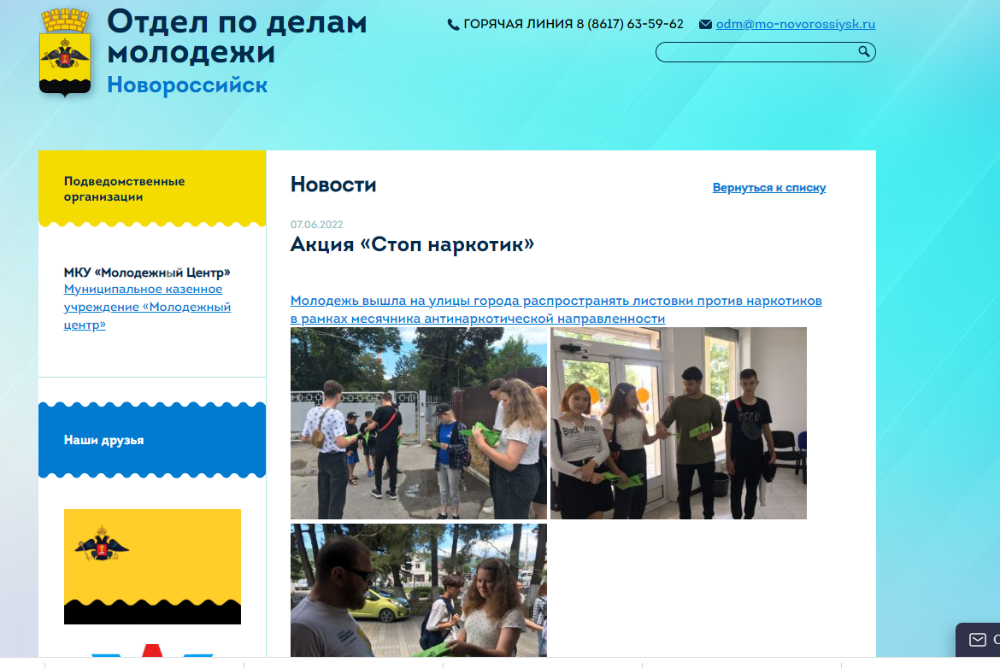 Отдел по делам
молодежи
Новороссийск
ГОРЯЧАЯ ЛИНИЯ 8 (8617) 63-59-62
odm@mo-novorossiysk.ru
Подведомственные
организации
МКУ «Молодежный Центр»
Муниципальное казенное
учреждение «Молодежный
центр»
Наши друзья
Новости
Вернуться к списку
07.06.2022
Акция «Стоп наркотик»
Молодежь вышла на улицы города распространять листовки против наркотиков
в рамках месячника антинаркотической направленности
Black White